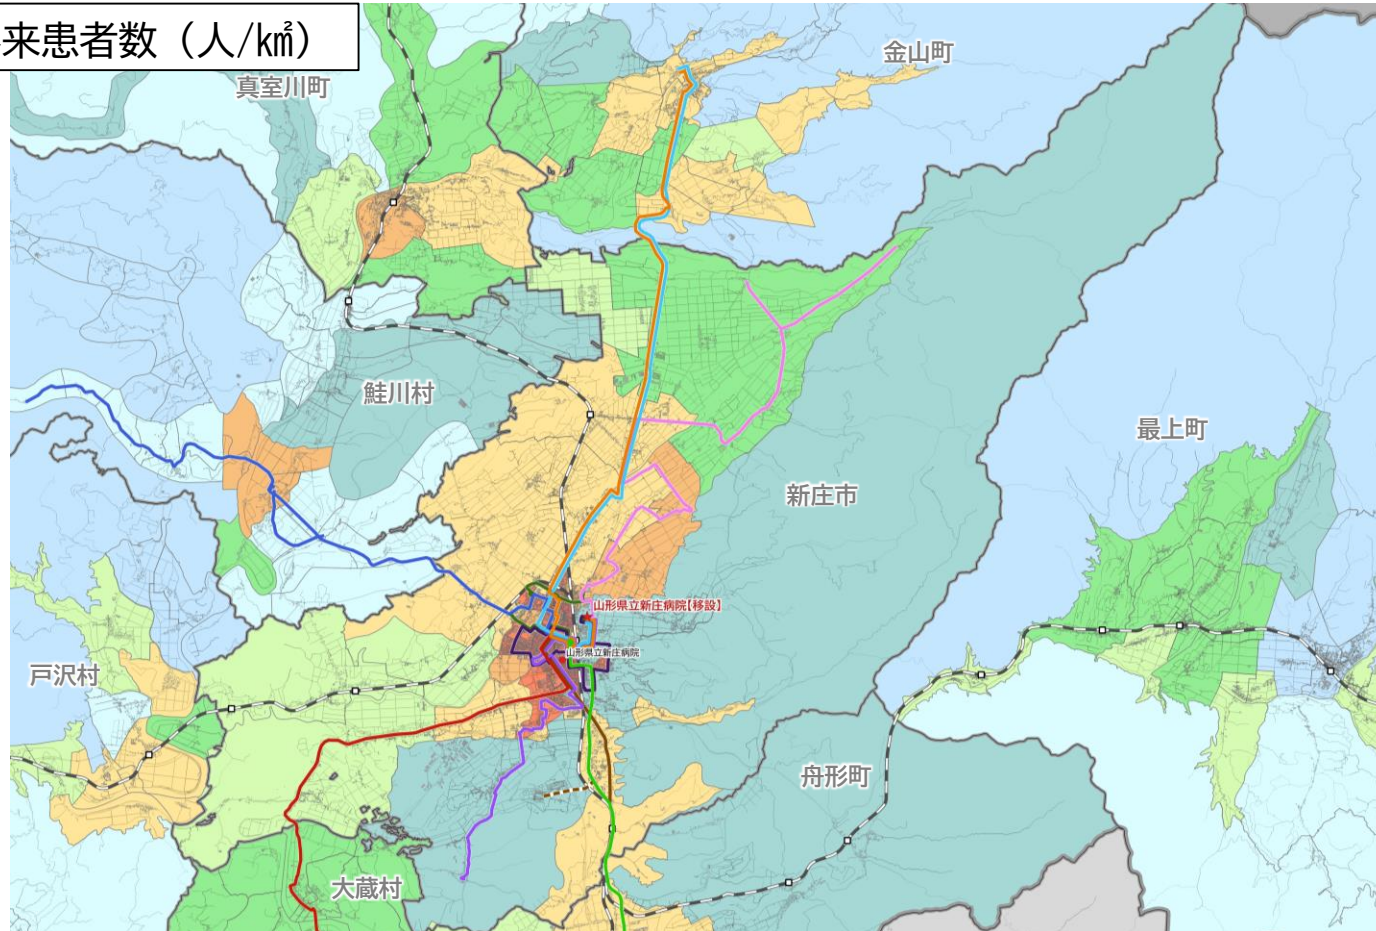 来患者数（人/km²）
金山町
真室川町
鮭川村
最上町
新庄市
山形県立新庄病院【移設】
山形県立新庄病院
戸沢村
舟形町
大蔵村